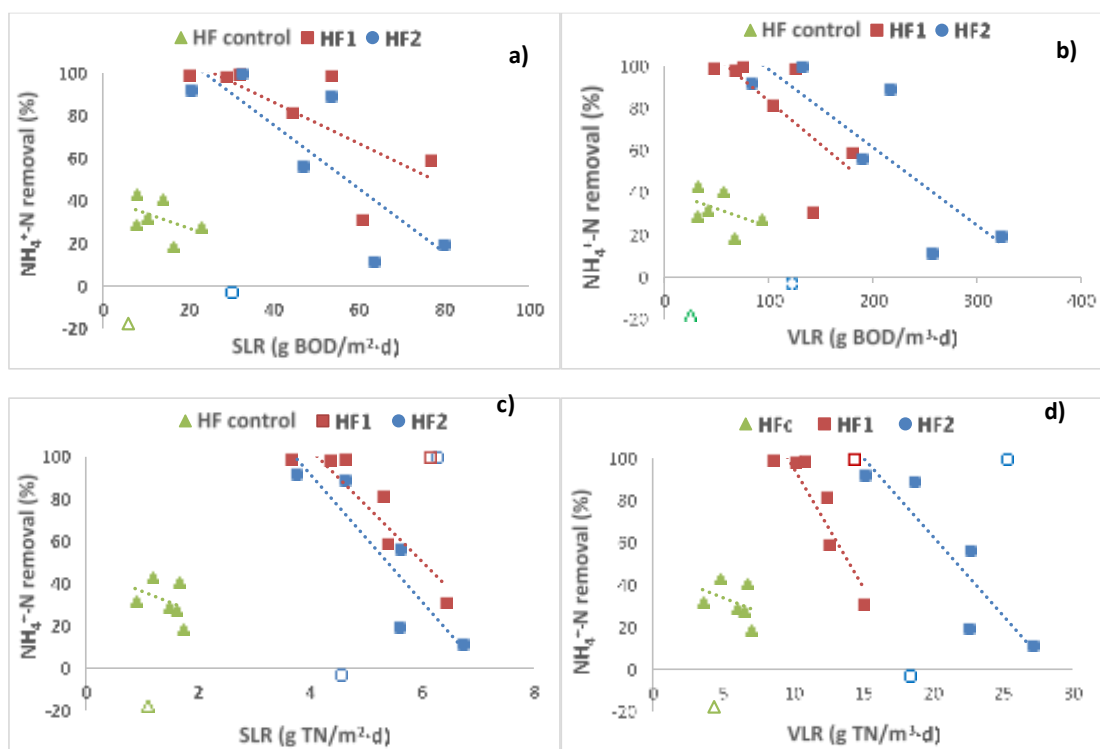 HF control HF1 HF2
a)
NH₄⁺-N removal (%)
100
80
60
40
20
0
-20
0 20 40 60 80 100
SLR (g BOD/m²·d)
HF control HF1 HF2
b)
NH₄'-N removal (%)
100
80
60
40
20
0
-20
0 100 200 300 400
VLR (g BOD/m³·d)
HF control HF1 HF2
c)
NH₄⁻-N removal (%)
100
80
60
40
20
0
-20
0 2 4 6 8
SLR (g TN/m²·d)
HFc HF1 HF2
d)
NH₄⁻-N removal (%)
100
80
60
40
20
0
-20
0 5 10 15 20 25 30
VLR (g TN/m³·d)